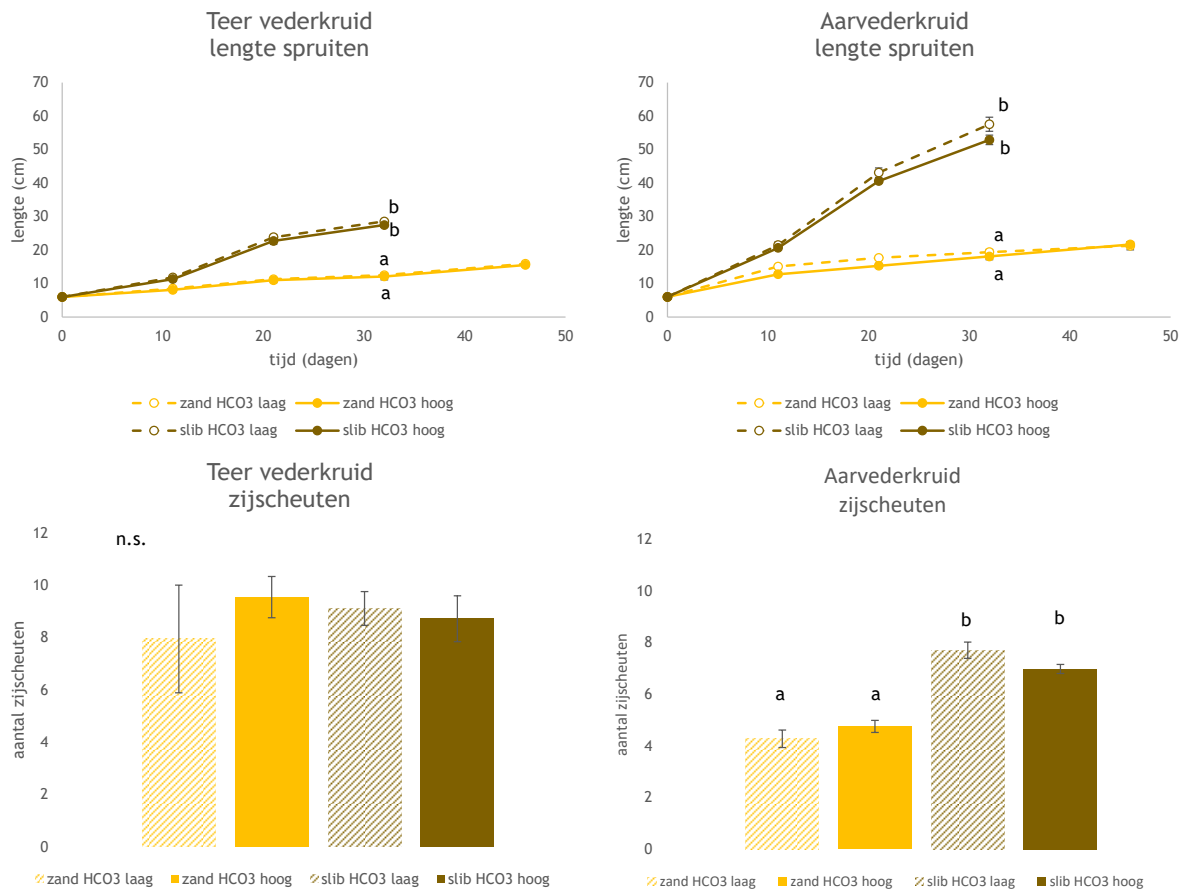 Teer vederkruid
lengte spruiten
70
60
50
40
30
20
10
0
lengte (cm)
b
b
a
a
0 10 20 30 40 50
tijd (dagen)
zand HCO3 laag zand HCO3 hoog
slib HCO3 laag slib HCO3 hoog
Aarvederkruid
lengte spruiten
70
60
50
40
30
20
10
0
lengte (cm)
b
b
a
a
0 10 20 30 40 50
tijd (dagen)
zand HCO3 laag zand HCO3 hoog
slib HCO3 laag slib HCO3 hoog
Teer vederkruid
zijscheuten
n.s.
12
10
8
6
4
2
0
aantal zijscheuten
zand HCO3 laag zand HCO3 hoog slib HCO3 laag slib HCO3 hoog
Aarvederkruid
zijscheuten
12
10
8
6
4
2
0
aantal zijscheuten
a a b b
zand HCO3 laag zand HCO3 hoog slib HCO3 laag slib HCO3 hoog